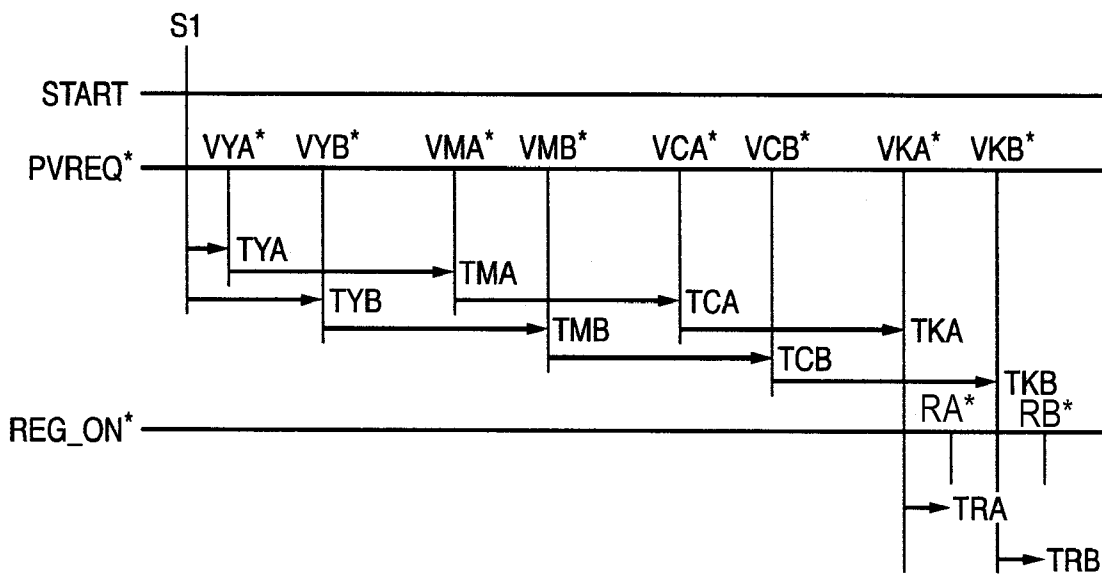 S1
START
VYA* VYB* VMA* VMB* VCA* VCB* VKA* VKB*
PVREQ*
TYA
TMA
TYB TCA
TMB TKA
TCB
TKB
RA* RB*
REG_ON*
TRA
TRB